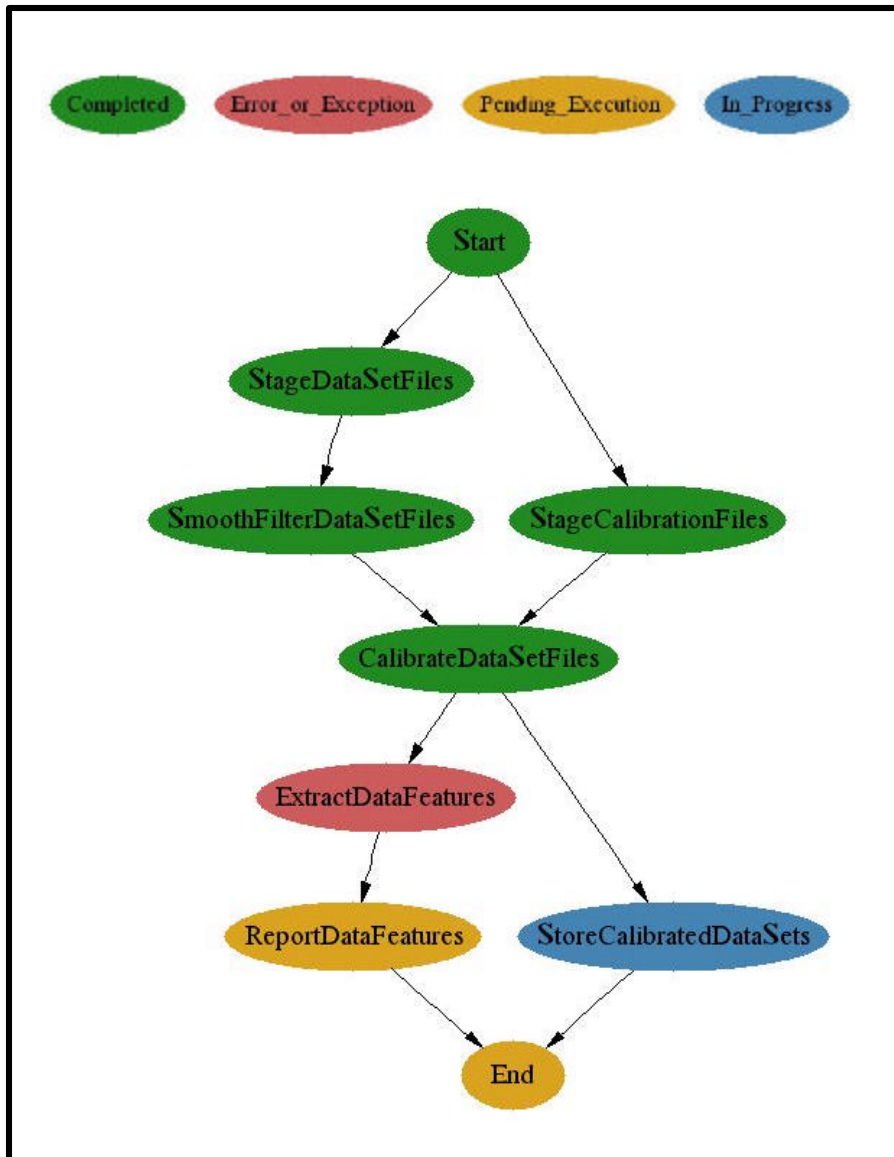 Completed Error_or_Exception Pending_Execution In_Progress
Start
StageDataSetFiles
SmoothFilterDataSetFiles StageCalibrationFiles
CalibrateDataSetFiles
ExtractDataFeatures
ReportDataFeatures StoreCalibratedDataSets
End